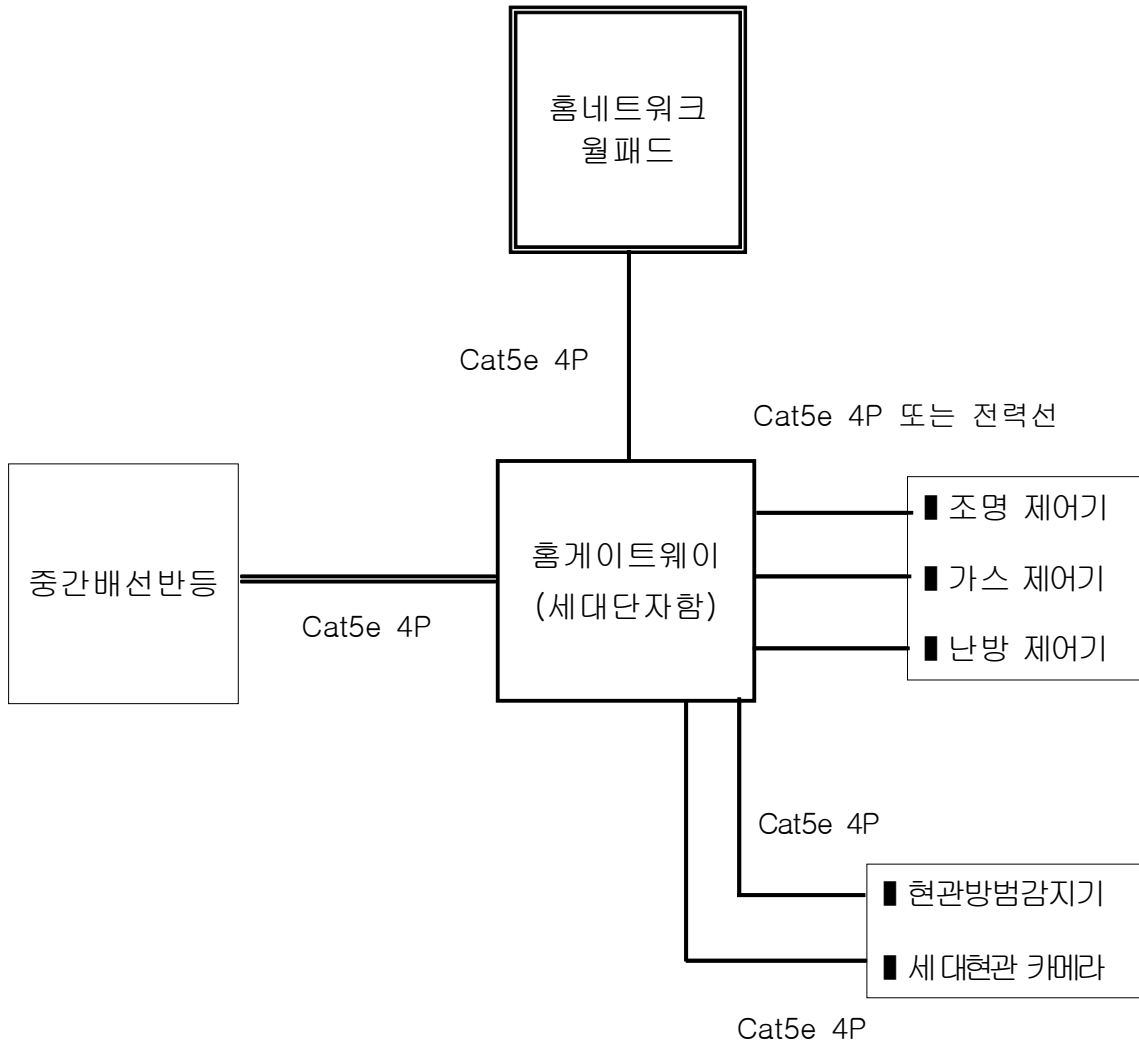 홈네트워크
월패드
Cat5e 4P
Cat5e 4P 또는 전력선
중간배선반등
Cat5e 4P
홈게이트웨이
(세대단자함)
▮ 조명 제어기
▮ 가스 제어기
▮ 난방 제어기
Cat5e 4P
▮ 현관방범감지기
▮ 세대현관 카메라
Cat5e 4P